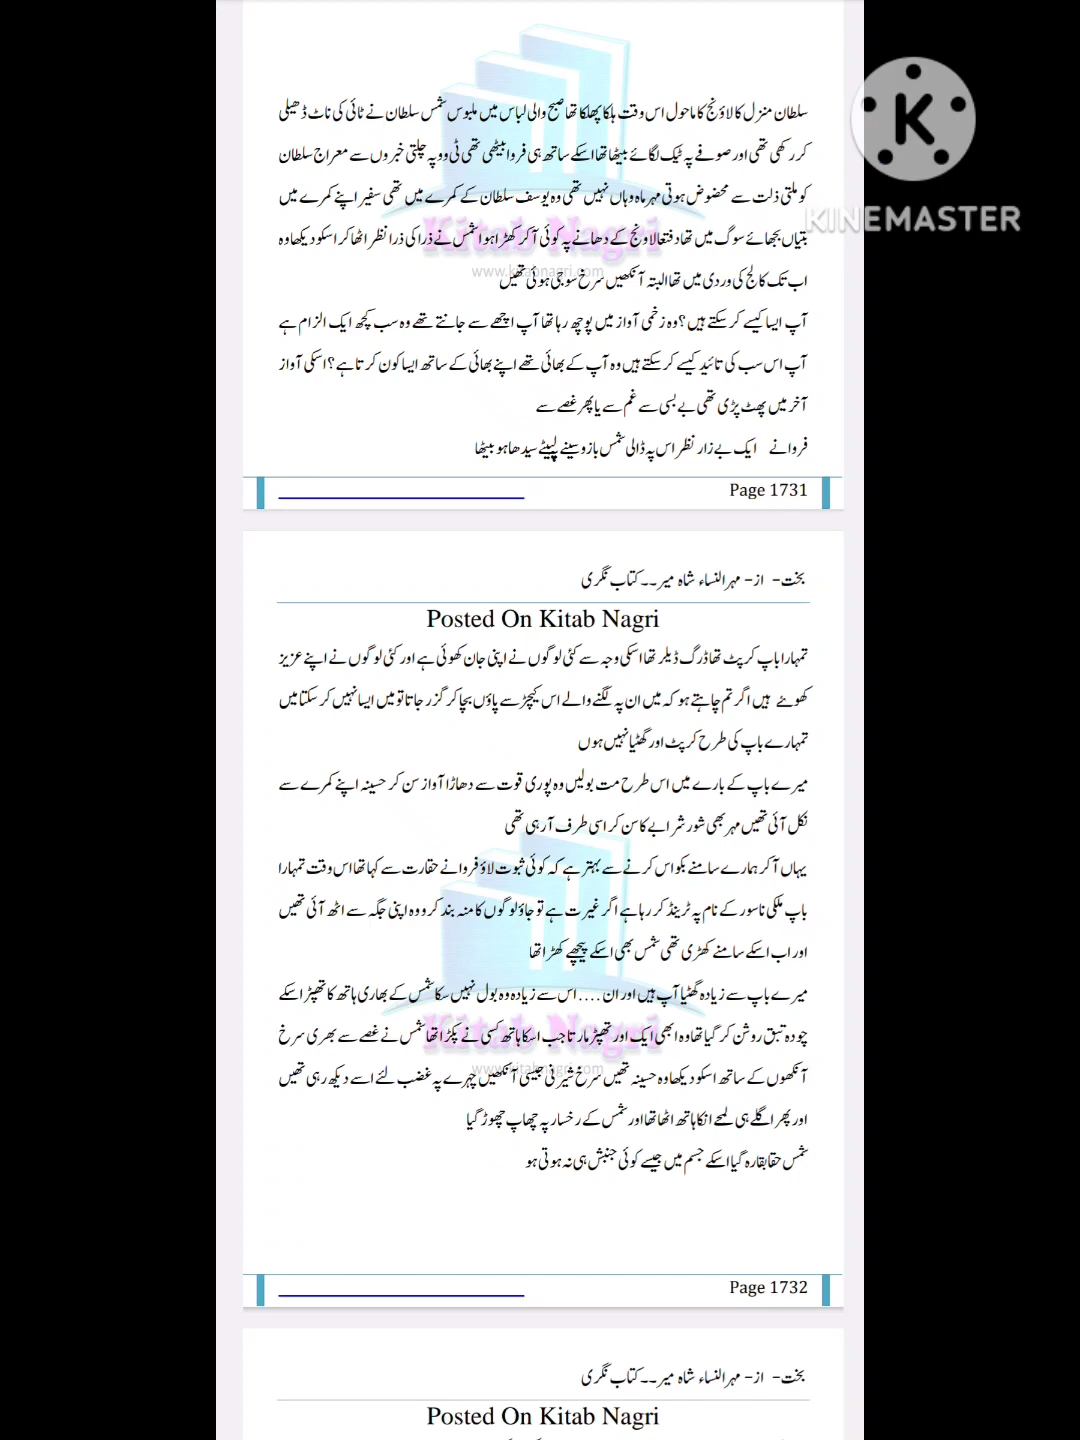 سلطان منزل کا لاؤنج کا ماحول اس وقت ہلکا پھلکا تھا صبح والی لباس میں ملبوس شمس سلطان نے ٹائی کی ناٹ ڈھیلی
کر رکھی تھی اور صوفے پہ ٹیک لگائے بیٹھا تھا اسکے ساتھ ہی فروا بیٹھی تھی ٹی وو پہ چلتی خبروں سے معراج سلطان
کو ملتی ذلت سے محضوض ہوتی مہر ماہ وہاں نہیں تھی وہ یوسف سلطان کے کمرے میں تھی سفیر اپنے کمرے میں
بتیاں بجھائے سوگ میں تھا دفتعا لاونج کے دھانے پہ کوئی آ کر کھڑا ہوا شمس نے ذرا کی ذرا نظر اٹھا کر اسکو دیکھا وہ
اب تک کالج کی وردی میں تھا البتہ آنکھیں سرخ سوجی ہوئی تھیں
آپ ایسا کیسے کر سکتے ہیں ؟ وہ زخمی آواز میں پوچھ رہا تھا آپ اچھے سے جانتے تھے وہ سب کچھ ایک الزام ہے
آپ اس سب کی تائید کیسے کر سکتے ہیں وہ آپ کے بھائی تھے اپنے بھائی کے ساتھ ایسا کون کرتا ہے ؟ اسکی آواز
آخر میں پھٹ پڑی تھی بے بسی سے غم سے یا پھر غصے سے
فروا نے ایک بے زار نظر اس پہ ڈالی شمس بازو سینے پہ لپیٹے سیدھا ہو بیٹھا
Page 1731
بخت- از- مہرالنساء شاہ میر۔۔ کتاب نگری
Posted On Kitab Nagri
تمہارا باپ کرپٹ تھا ڈرگ ڈیلر تھا اسکی وجہ سے کئی لوگوں نے اپنی جان کھوئی ہے اور کئی لوگوں نے اپنے عزیز
کھوئے ہیں اگر تم چاہتے ہو کہ میں ان پہ لگنے والے اس کیچڑ سے پاؤں بچا کر گزر جاتا تو میں ایسا نہیں کر سکتا میں
تمہارے باپ کی طرح کرپٹ اور گھٹیا نہیں ہوں
میرے باپ کے بارے میں اس طرح مت بولیں وہ پوری قوت سے دھاڑا آواز سن کر حسینہ اپنے کمرے سے
نکل آئی تھیں مہر بھی شور شرابے کا سن کر اسی طرف آرہی تھی
یہاں آ کر ہمارے سامنے بکواس کرنے سے بہتر ہے کہ کوئی ثبوت لاؤ فروا نے حقارت سے کہا تھا اس وقت تمہارا
باپ ملکی ناسور کے نام پہ ٹرینڈ کر رہا ہے اگر غیرت ہے تو جاؤ لوگوں کا منہ بند کرو وہ اپنی جگہ سے اٹھ آئی تھیں
اور اب اسکے سامنے کھڑی تھی شمس بھی اسکے پیچھے کھڑا تھا
میرے باپ سے زیادہ گھٹیا آپ ہیں اور ان .... اس سے زیادہ وہ بول نہیں سکا شمس کے بھاری ہاتھ کا تھپڑ اسکے
چودہ تبق روشن کر گیا تھا وہ ابھی ایک اور تھپڑ مارتا جب اسکا ہاتھ کسی نے پکڑا تھا شمس نے غصے سے بھری سرخ
آنکھوں کے ساتھ اسکو دیکھا وہ حسینہ تھیں سرخ شیرنی جیسی آنکھیں چہرے پہ غضب لئے اسے دیکھ رہی تھیں
اور پھر اگلے ہی لمحے انکا ہاتھ اٹھا تھا اور شمس کے رخسار پہ چھاپ چھوڑ گیا
شمس حقا بقا رہ گیا اسکے جسم میں جیسے کوئی جنبش ہی نہ ہوتی ہو
Page 1732
بخت- از- مہرالنساء شاہ میر۔۔ کتاب نگری
Posted On Kitab Nagri
Kitab Nagri
www.kitabnagri.com
Kitab Nagri
www.kitabnagri.com
K
KINEMASTER